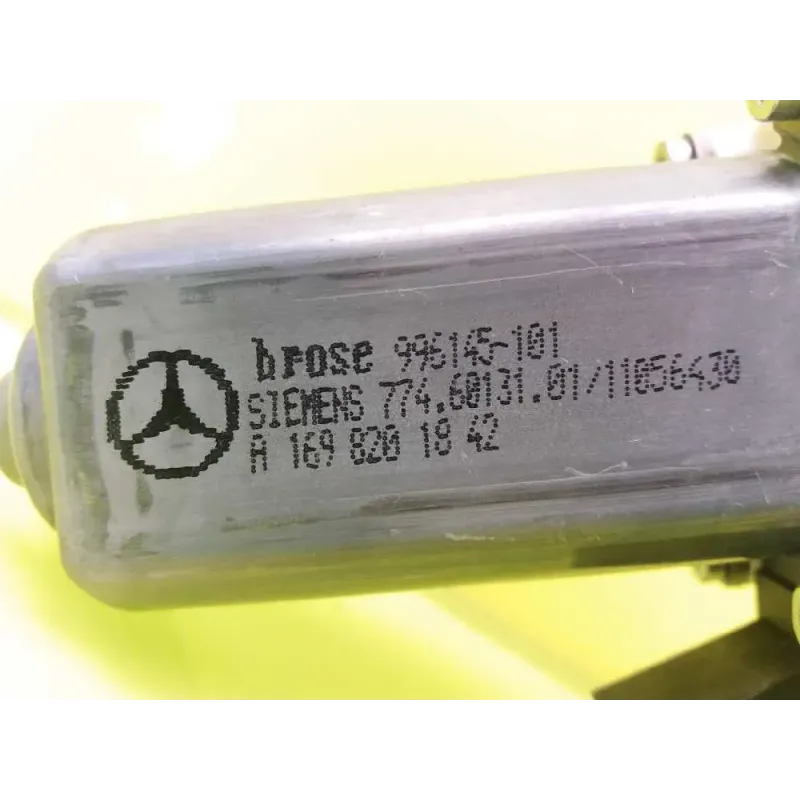 brose 996145-101
SIEMENS 774.60131.01/11056430
A 169 820 18 42